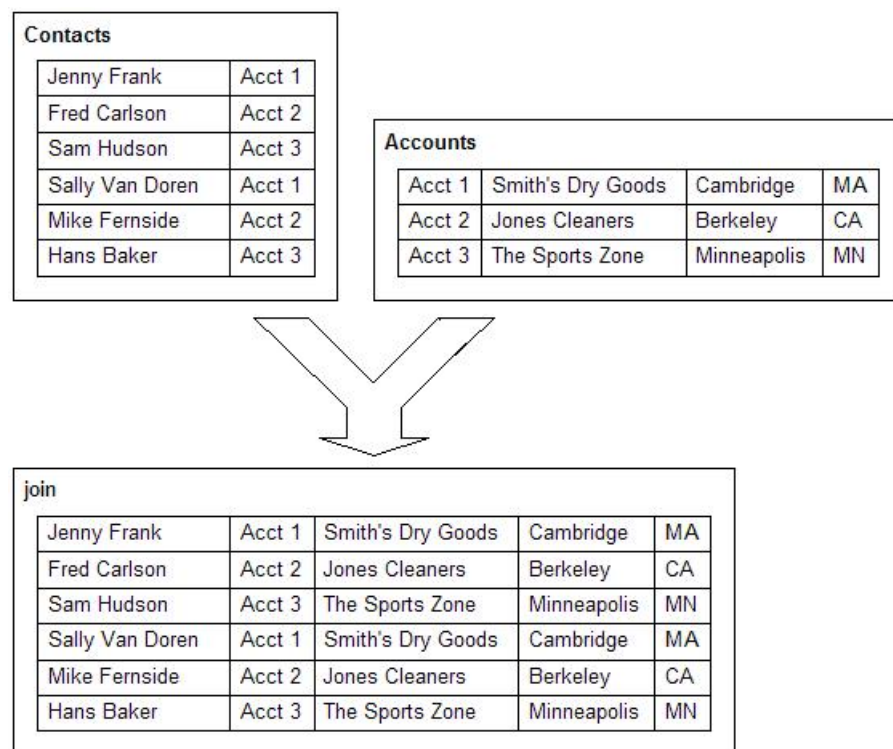 Contacts
Jenny Frank Acct 1
Fred Carlson Acct 2
Sam Hudson Acct 3
Sally Van Doren Acct 1
Mike Fernside Acct 2
Hans Baker Acct 3
Accounts
Acct 1 Smith's Dry Goods Cambridge MA
Acct 2 Jones Cleaners Berkeley CA
Acct 3 The Sports Zone Minneapolis MN
join
Jenny Frank Acct 1 Smith's Dry Goods Cambridge MA
Fred Carlson Acct 2 Jones Cleaners Berkeley CA
Sam Hudson Acct 3 The Sports Zone Minneapolis MN
Sally Van Doren Acct 1 Smith's Dry Goods Cambridge MA
Mike Fernside Acct 2 Jones Cleaners Berkeley CA
Hans Baker Acct 3 The Sports Zone Minneapolis MN